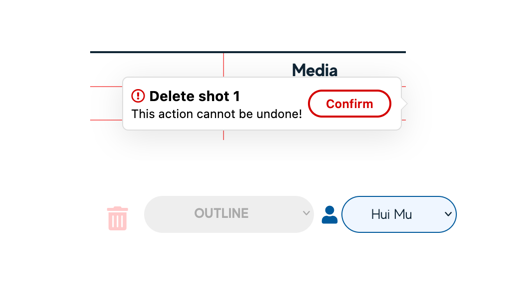 Media
Delete shot 1
This action cannot be undone!
Confirm
OUTLINE
Hui Mu